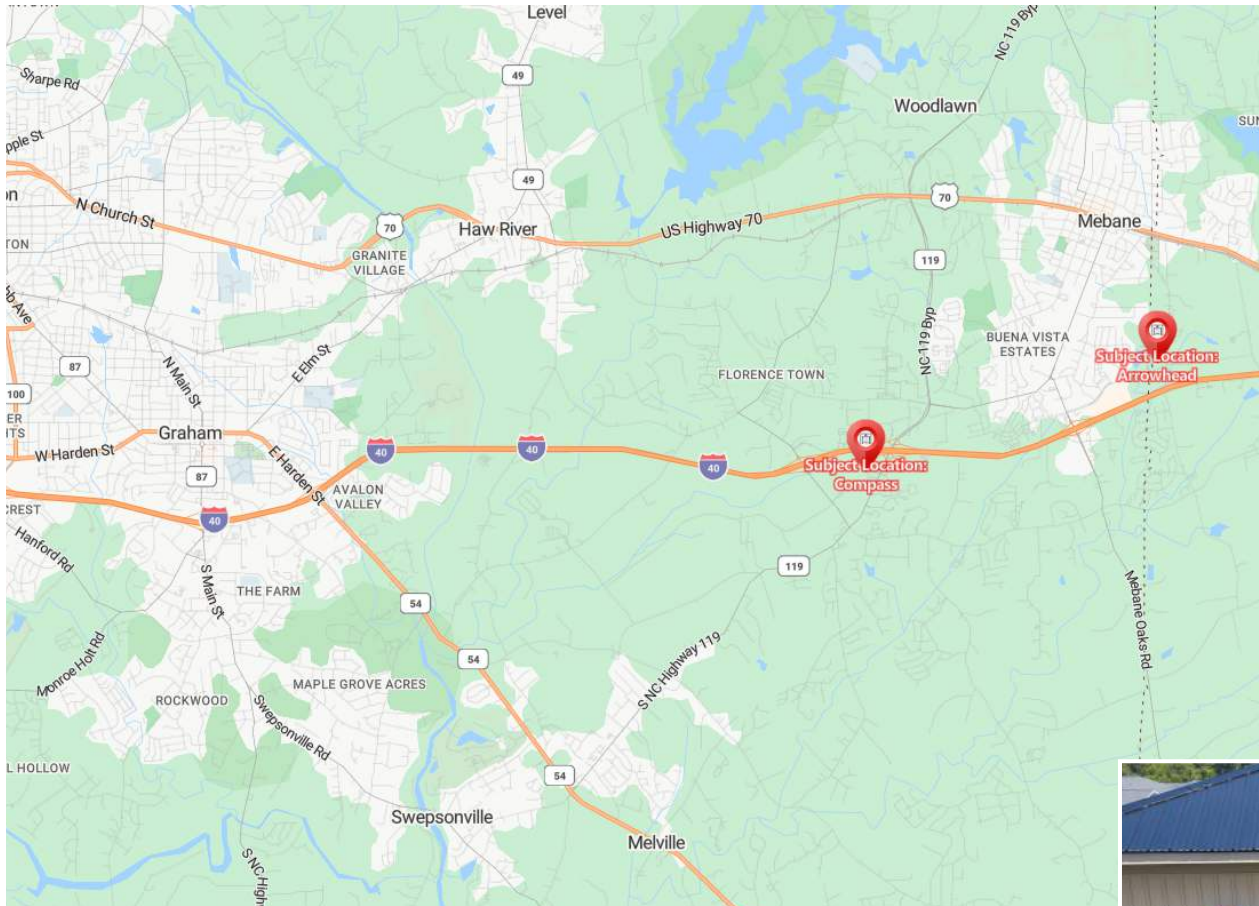 Level
Sharpe Rd
49
NC 119 Byp
Woodlawn
N Church St
49
70
Haw River
US Highway 70
70
Mebane
GRANITE
VILLAGE
119
87
N Main St
E Elm St
NC 119 Byp
BUENA VISTA
ESTATES
Subject Location:
Arrowhead
FLORENCE TOWN
100
Graham
W Harden St
E Harden St
40
40
40
Subject Location:
Compass
87
AVALON
VALLEY
40
Hanford Rd
S Main St
THE FARM
54
119
Mebane Oaks Rd
Monroe Holt Rd
54
S NC Highway 119
MAPLE GROVE ACRES
ROCKWOOD
Swepsonville Rd
L HOLLOW
54
Swepsonville
Melville
S NC High